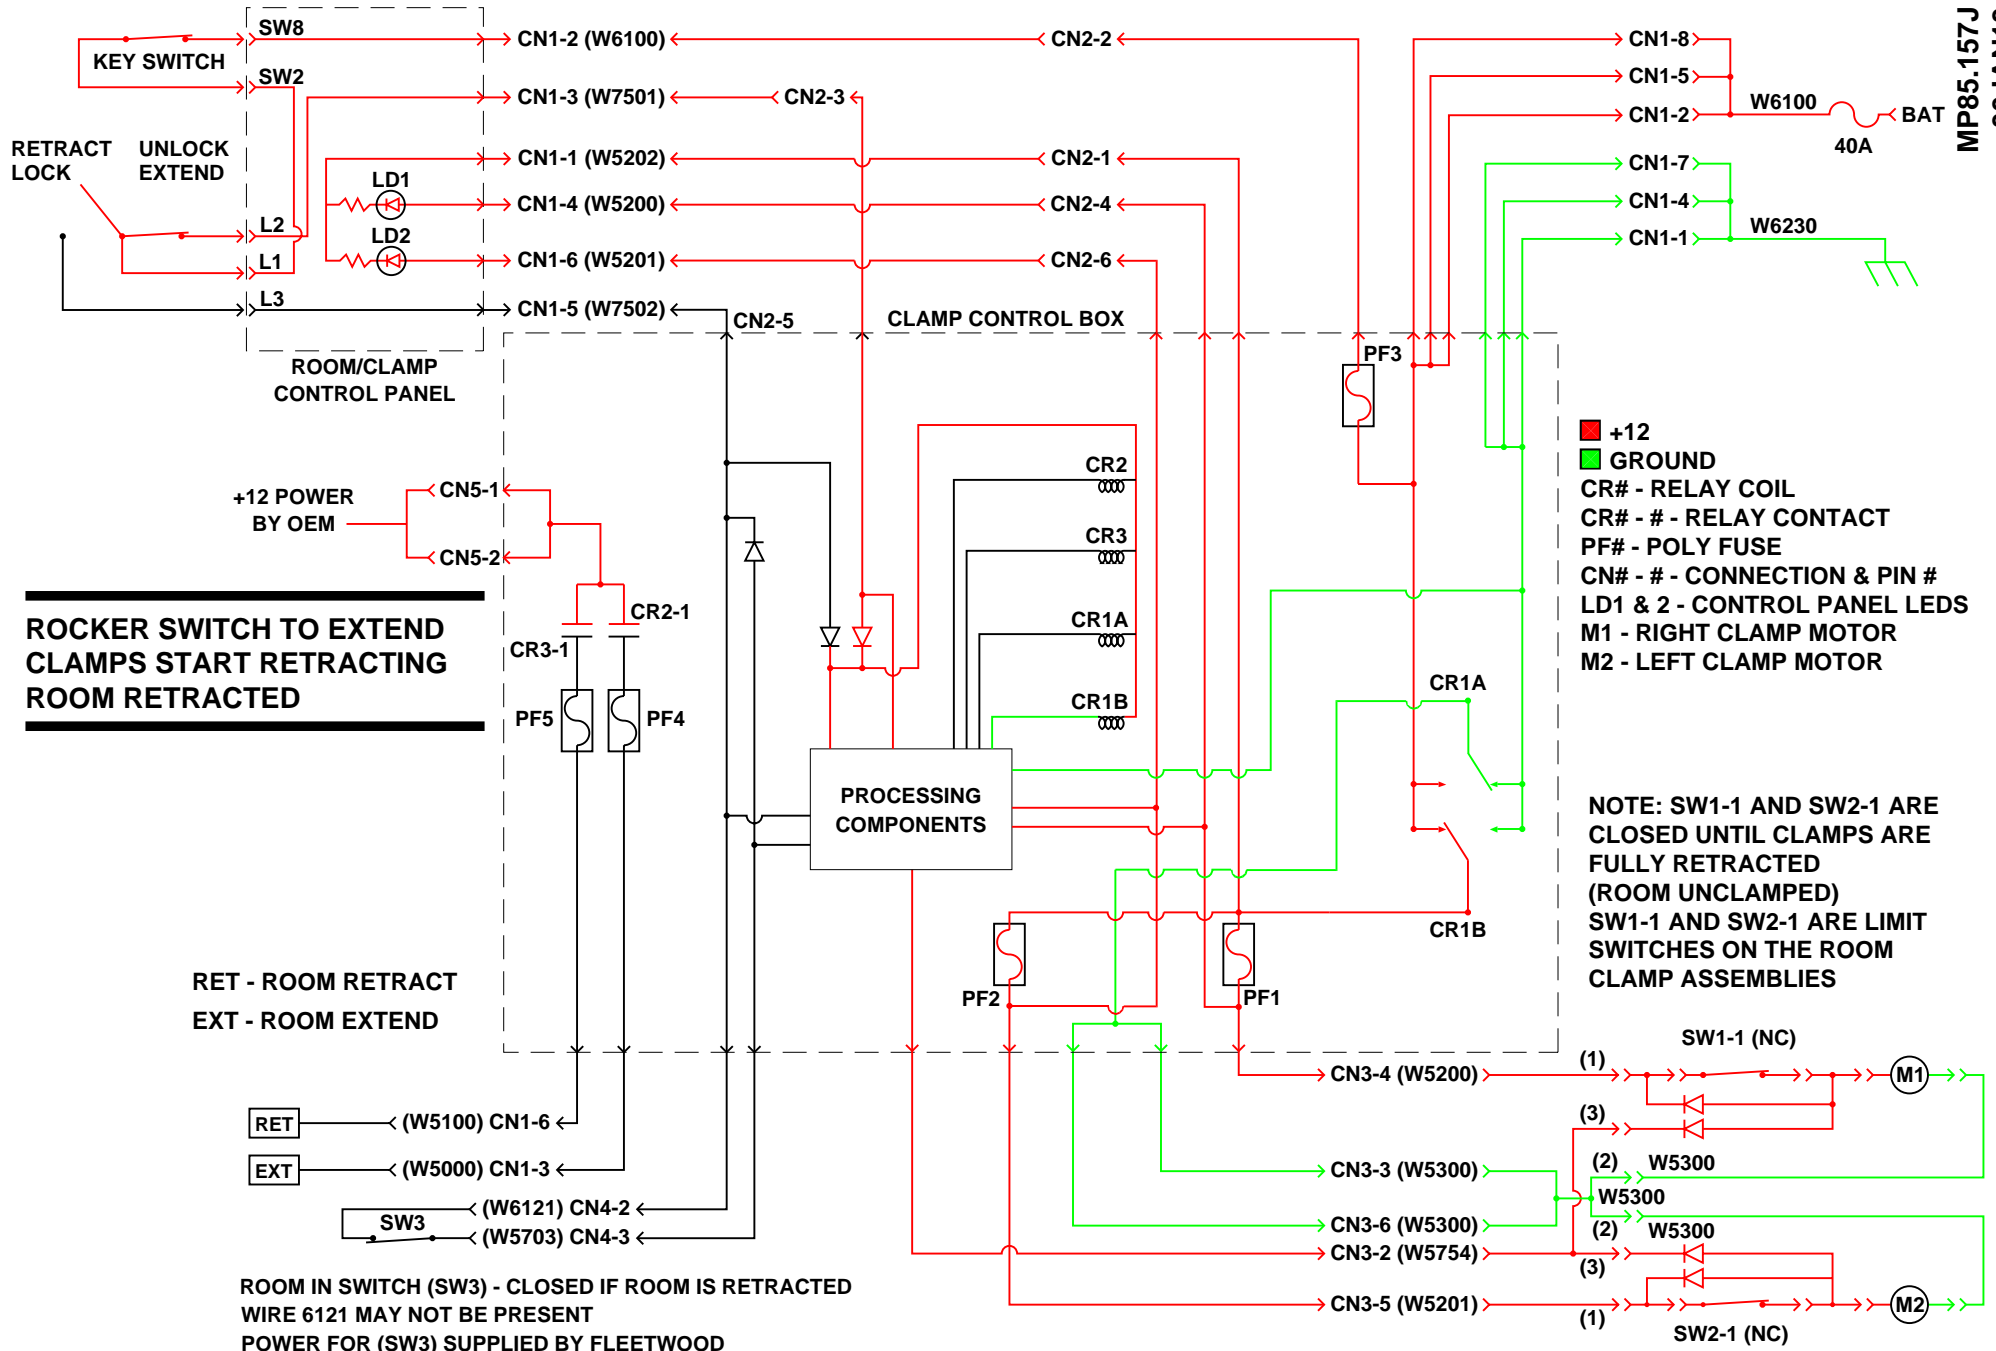 SW8
CN1-2 (W6100)
CN2-2
CN1-8
KEY SWITCH
SW2
CN1-5
CN1-3 (W7501)
CN2-3
W6100
CN1-2
BAT
40A
MP85.157J
RETRACT
LOCK
UNLOCK
EXTEND
CN1-1 (W5202)
CN2-1
CN1-7
LD1
CN1-4 (W5200)
CN2-4
CN1-4
L2
LD2
W6230
CN1-1
L1
CN1-6 (W5201)
CN2-6
L3
CN1-5 (W7502)
CN2-5
CLAMP CONTROL BOX
ROOM/CLAMP
CONTROL PANEL
PF3
+12
GROUND
CR# - RELAY COIL
CR# - # - RELAY CONTACT
PF# - POLY FUSE
CN# - # - CONNECTION & PIN #
LD1 & 2 - CONTROL PANEL LEDS
M1 - RIGHT CLAMP MOTOR
M2 - LEFT CLAMP MOTOR
+12 POWER
BY OEM
CN5-1
CN5-2
CR2
CR3
CR1A
CR1B
ROCKER SWITCH TO EXTEND
CLAMPS START RETRACTING
ROOM RETRACTED
CR2-1
CR3-1
PF5
PF4
CR1A
PROCESSING
COMPONENTS
NOTE: SW1-1 AND SW2-1 ARE
CLOSED UNTIL CLAMPS ARE
FULLY RETRACTED
(ROOM UNCLAMPED)
SW1-1 AND SW2-1 ARE LIMIT
SWITCHES ON THE ROOM
CLAMP ASSEMBLIES
CR1B
PF2
PF1
RET - ROOM RETRACT
EXT - ROOM EXTEND
SW1-1 (NC)
(1)
CN3-4 (W5200)
M1
(3)
RET
(W5100) CN1-6
EXT
(W5000) CN1-3
CN3-3 (W5300)
(2)
W5300
W5300
(W6121) CN4-2
SW3
(W5703) CN4-3
CN3-6 (W5300)
(2)
W5300
CN3-2 (W5754)
(3)
CN3-5 (W5201)
(1)
M2
SW2-1 (NC)
ROOM IN SWITCH (SW3) - CLOSED IF ROOM IS RETRACTED
WIRE 6121 MAY NOT BE PRESENT
POWER FOR (SW3) SUPPLIED BY FLEETWOOD